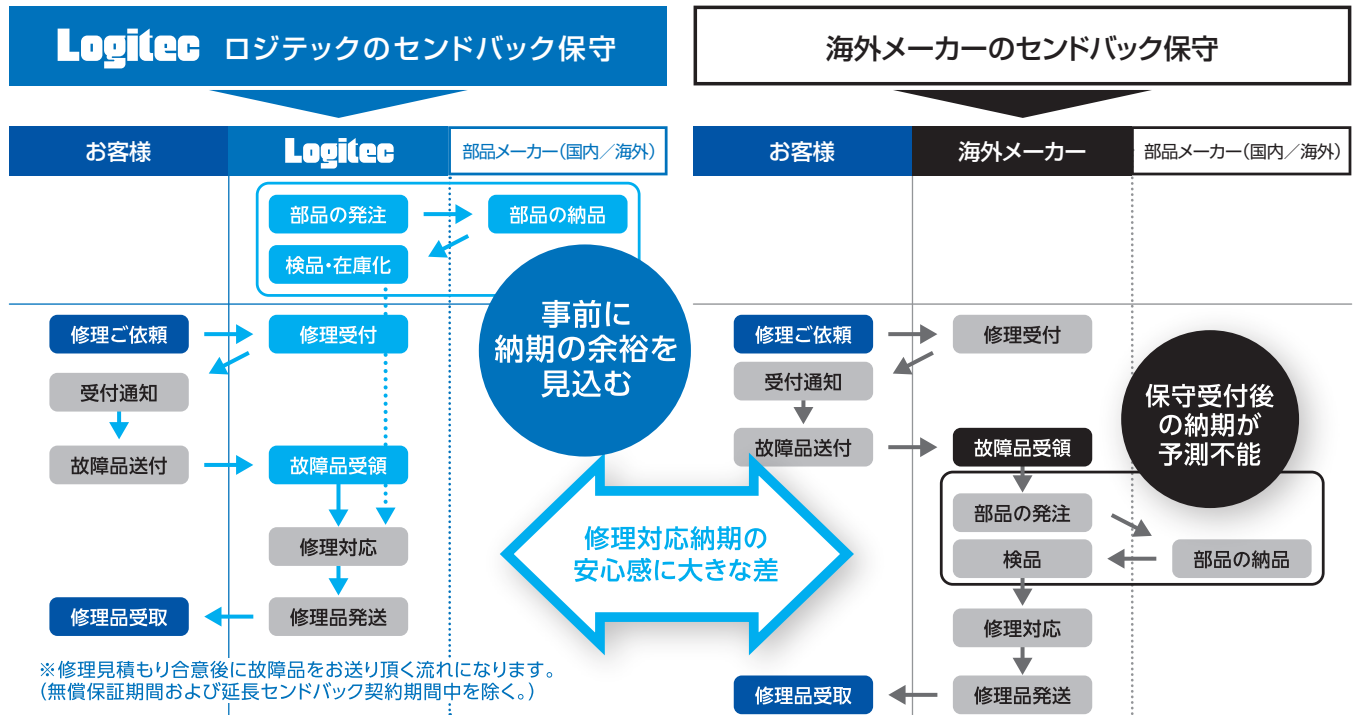 Logitec ロジテックのセンドバック保守
お客様
Logitec
部品メーカー(国内/海外)
部品の発注
部品の納品
検品・在庫化
事前に
納期の余裕を
見込む
修理ご依頼
修理受付
受付通知
故障品送付
故障品受領
修理対応
修理品受取
修理品発送
※修理見積もり合意後に故障品をお送り頂く流れになります。
(無償保証期間および延長センドバック契約期間中を除く。)
修理対応納期の
安心感に大きな差
海外メーカーのセンドバック保守
お客様
海外メーカー
部品メーカー(国内/海外)
修理ご依頼
修理受付
受付通知
故障品送付
故障品受領
保守受付後
の納期が
予測不能
部品の発注
検品
部品の納品
修理対応
修理品受取
修理品発送